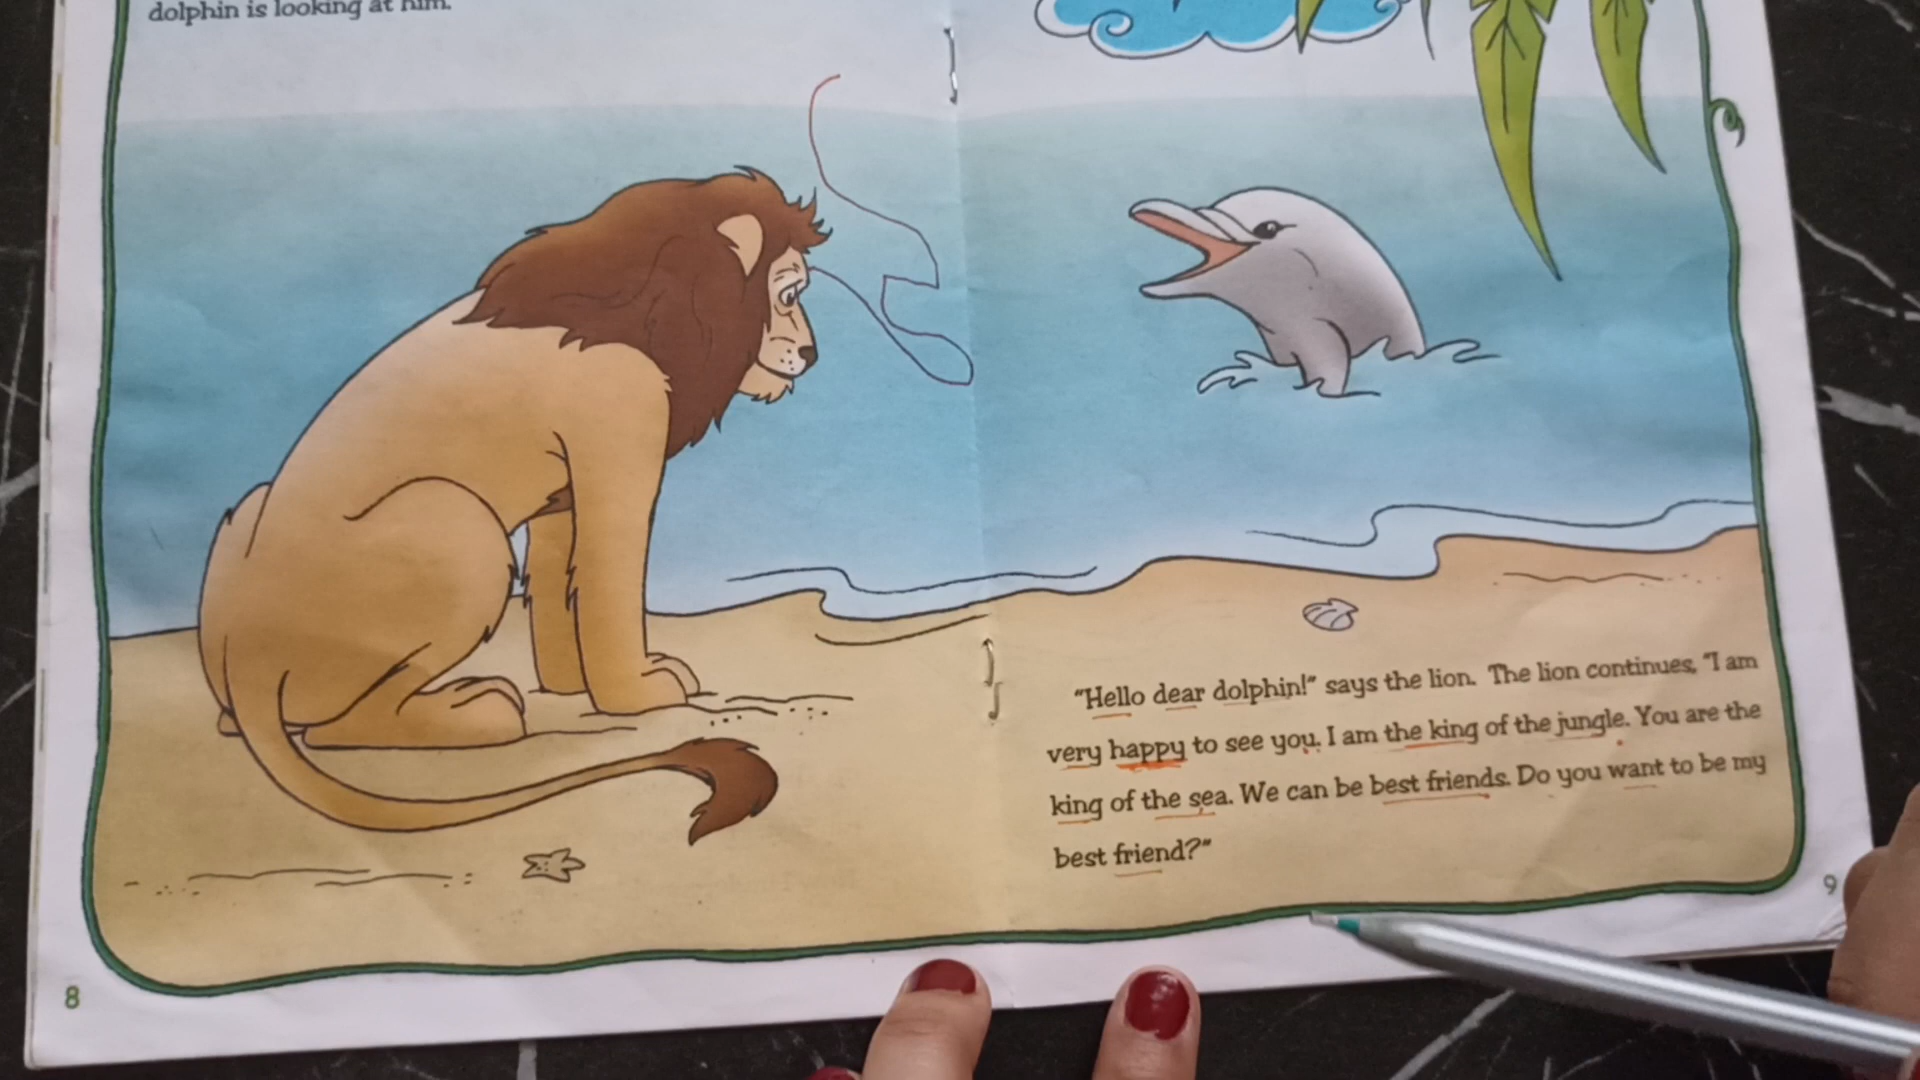 dolphin is looking at him.
"Hello dear dolphin!" says the lion. The lion continues, "I am
very happy to see you. I am the king of the jungle. You are the
king of the sea. We can be best friends. Do you want to be my
best friend?"
8
9